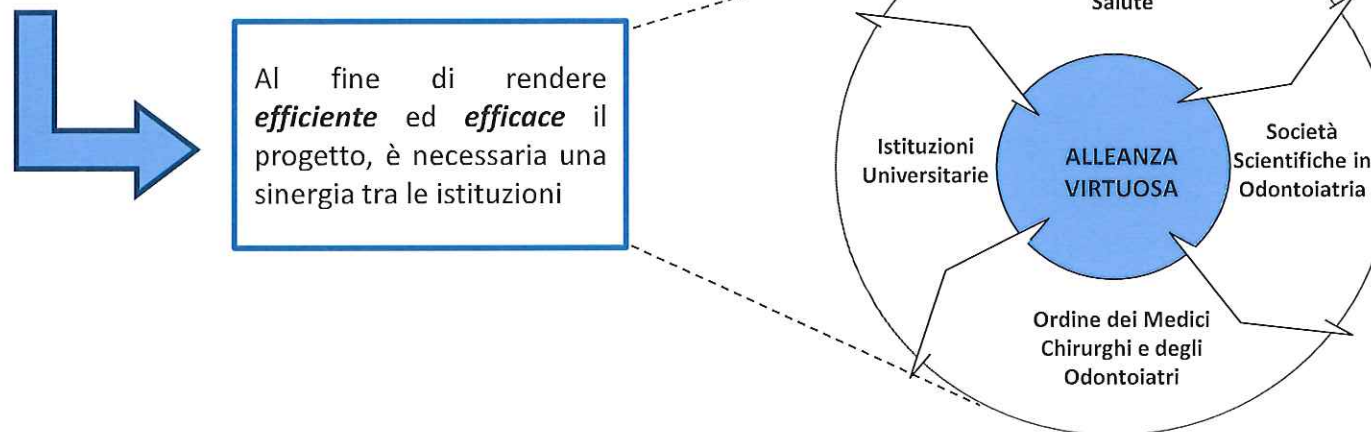 Salute
Al fine di rendere
efficiente ed efficace il
progetto, è necessaria una
sinergia tra le istituzioni
Istituzioni
Universitarie
ALLEANZA
VIRTUOSA
Società
Scientifiche in
Odontoiatria
Ordine dei Medici
Chirurghi e degli
Odontoiatri